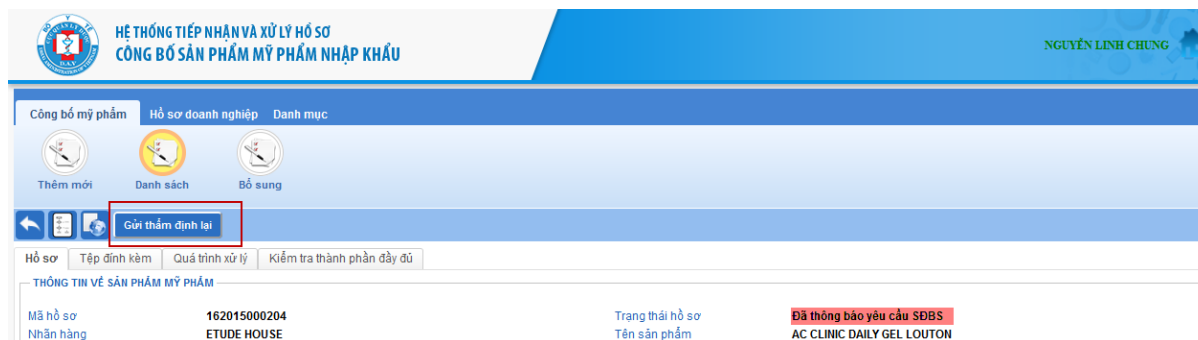 HỆ THỐNG TIẾP NHẬN VÀ XỬ LÝ HỒ SƠ
CÔNG BỐ SẢN PHẨM MỸ PHẨM NHẬP KHẨU
NGUYỄN LINH CHUNG
Công bố mỹ phẩm Hồ sơ doanh nghiệp Danh mục
Thêm mới Danh sách Bổ sung
Gửi thẩm định lại
Hồ sơ Tệp đính kèm Quá trình xử lý Kiểm tra thành phần đầy đủ
THÔNG TIN VỀ SẢN PHẨM MỸ PHẨM
Mã hồ sơ 162015000204 Trạng thái hồ sơ Đã thông báo yêu cầu SĐBS
Nhãn hàng ETUDE HOUSE Tên sản phẩm AC CLINIC DAILY GEL LOUTON